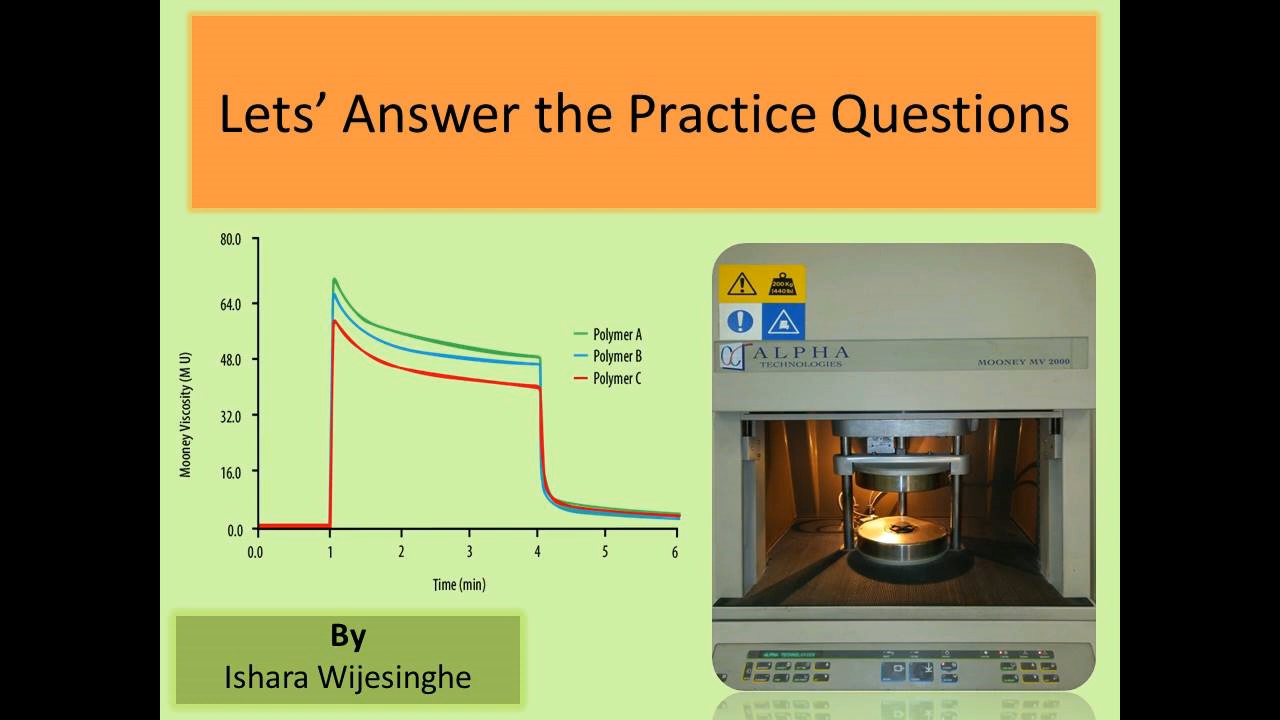 Lets’ Answer the Practice Questions
80.0
64.0
48.0
32.0
16.0
0.0
Mooney Viscosity (M U)
0.0 1 2 3 4 5 6
Time (min)
Polymer A
Polymer B
Polymer C
200 Kg
(440 lb)
ALPHA
TECHNOLOGIES
MOONEY MV 2000
ALPHA TECHNOLOGIES
By
Ishara Wijesinghe